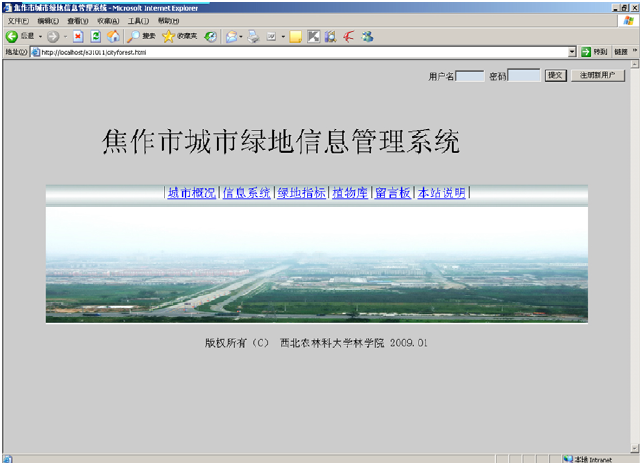 焦作市城市绿地信息管理系统 - Microsoft Internet Explorer
文件(F) 编辑(E) 查看(V) 收藏(A) 工具(T) 帮助(H)
后退 搜索 收藏夹
地址(D) http://localhost/s31011/cityforest.html 转到 链接 »
用户名 密码 提交 注册新用户
焦作市城市绿地信息管理系统
|城市概况|信息系统|绿地指标|植物库|留言板|本站说明|
版权所有（C） 西北农林科大学林学院 2009.01
本地 Intranet